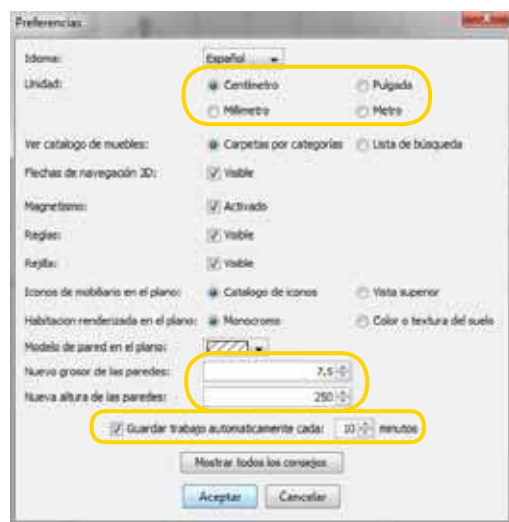 Preferencias
Idioma: Español
Unidad: Centímetro Pulgada
Milímetro Metro
Ver catalogo de muebles: Carpetas por categorías Lista de búsqueda
Flechas de navegación 3D: Visible
Magnetismo: Activado
Reglas: Visible
Rejilla: Visible
Iconos de mobiliario en el plano: Catalogo de iconos Vista superior
Habitacion renderizada en el plano: Monocromo Color o textura del suelo
Modelo de pared en el plano:
Nuevo grosor de las paredes: 7,5
Nueva altura de las paredes: 250
Guardar trabajo automaticamente cada: 10 minutos
Mostrar todos los consejos
Aceptar Cancelar